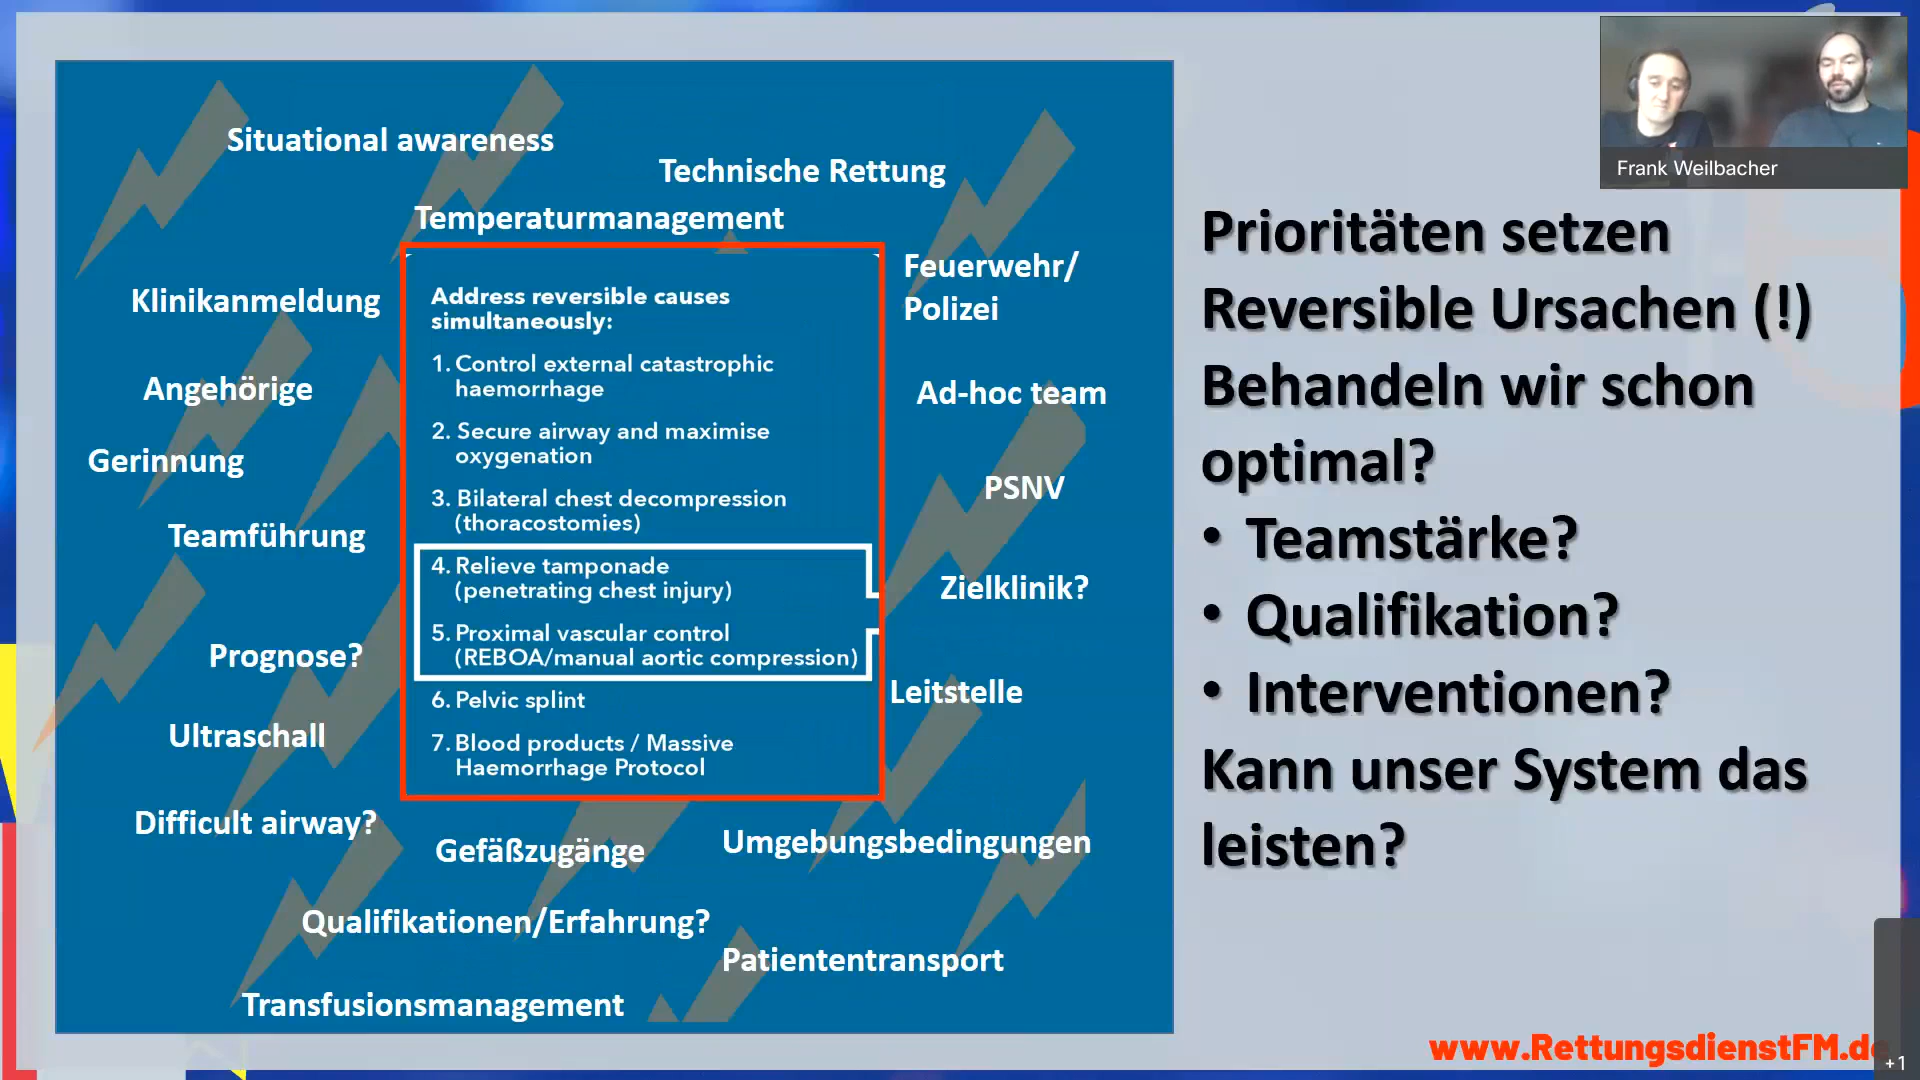 Situational awareness
Technische Rettung
Temperaturmanagement
Feuerwehr/
Polizei
Klinikanmeldung
Angehörige
Ad-hoc team
Gerinnung
PSNV
Teamführung
Zielklinik?
Prognose?
Leitstelle
Ultraschall
Difficult airway?
Gefäßzugänge
Umgebungsbedingungen
Qualifikationen/Erfahrung?
Patiententransport
Transfusionsmanagement
Address reversible causes
simultaneously:
1. Control external catastrophic
haemorrhage
2. Secure airway and maximise
oxygenation
3. Bilateral chest decompression
(thoracostomies)
4. Relieve tamponade
(penetrating chest injury)
5. Proximal vascular control
(REBOA/manual aortic compression)
6. Pelvic splint
7. Blood products / Massive
Haemorrhage Protocol
Frank Weilbacher
Prioritäten setzen
Reversible Ursachen (!)
Behandeln wir schon
optimal?
• Teamstärke?
• Qualifikation?
• Interventionen?
Kann unser System das
leisten?
www.RettungsdienstFM.de
+1